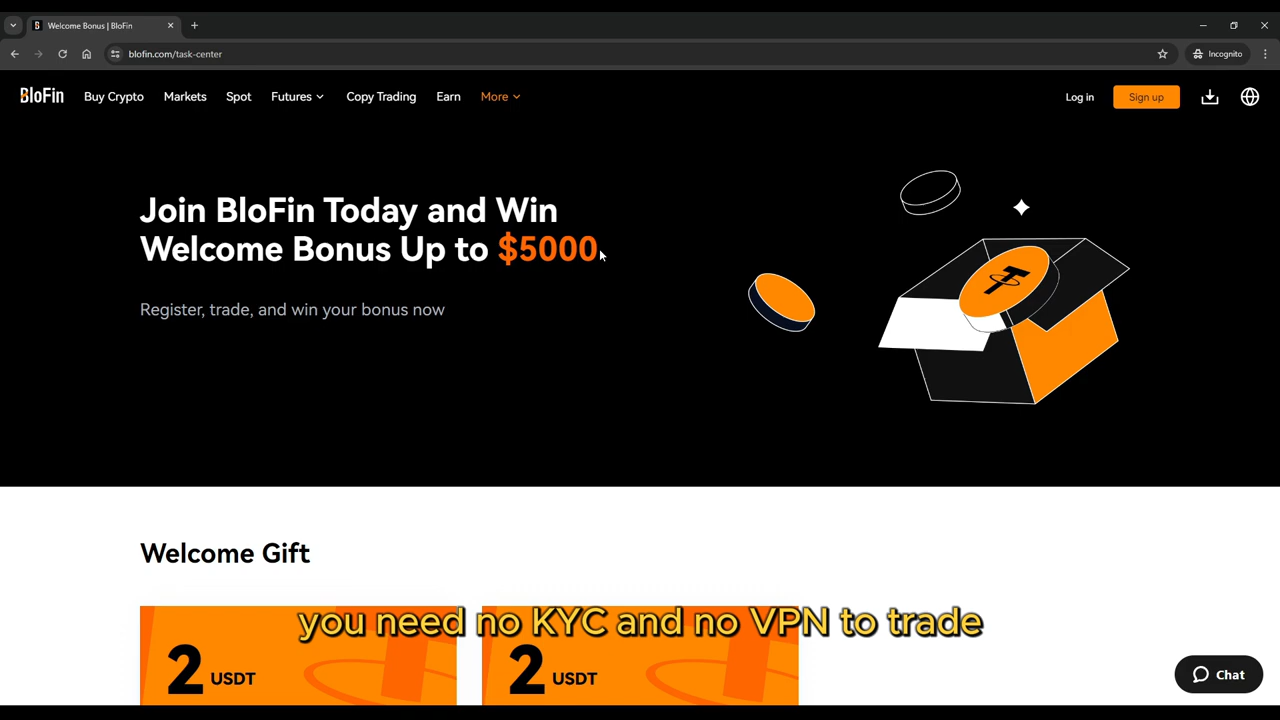 Welcome Bonus | BloFin
blofin.com/task-center
Incognito
BloFin
Buy Crypto
Markets
Spot
Futures
Copy Trading
Earn
More
Log in
Sign up
Join BloFin Today and Win
Welcome Bonus Up to $5000
Register, trade, and win your bonus now
Welcome Gift
you need no KYC and no VPN to trade
2 USDT
2 USDT
Chat